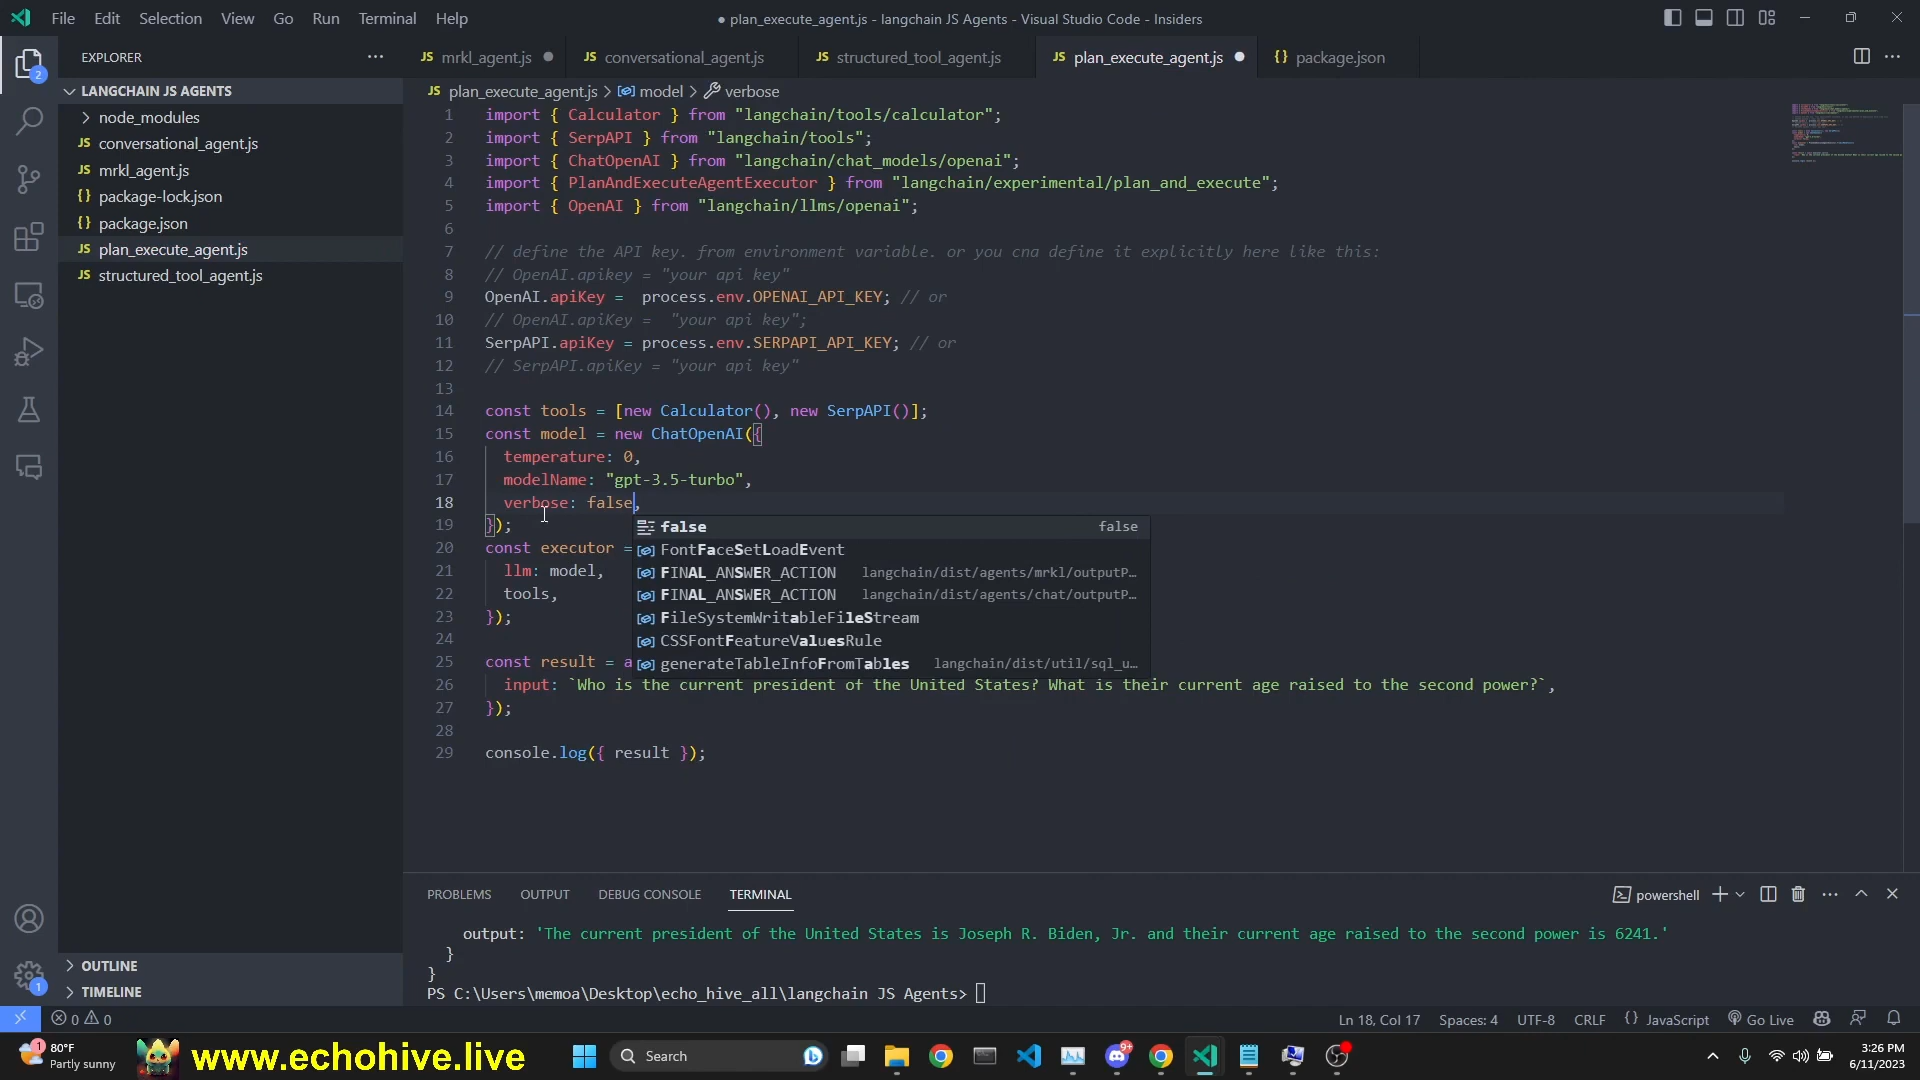 File Edit Selection View Go Run Terminal Help
● plan_execute_agent.js - langchain JS Agents - Visual Studio Code - Insiders
EXPLORER
JS mrkl_agent.js
JS conversational_agent.js
JS structured_tool_agent.js
JS plan_execute_agent.js
{} package.json
2
LANGCHAIN JS AGENTS
node_modules
JS conversational_agent.js
JS mrkl_agent.js
{} package-lock.json
{} package.json
JS plan_execute_agent.js
JS structured_tool_agent.js
OUTLINE
TIMELINE
1
JS plan_execute_agent.js > model > verbose
1 import { Calculator } from "langchain/tools/calculator";
2 import { SerpAPI } from "langchain/tools";
3 import { ChatOpenAI } from "langchain/chat_models/openai";
4 import { PlanAndExecuteAgentExecutor } from "langchain/experimental/plan_and_execute";
5 import { OpenAI } from "langchain/llms/openai";
6
7 // define the API key. from environment variable. or you cna define it explicitly here like this:
8 // OpenAI.apikey = "your api key"
9 OpenAI.apiKey =  process.env.OPENAI_API_KEY; // or
10 // OpenAI.apiKey =  "your api key";
11 SerpAPI.apiKey = process.env.SERPAPI_API_KEY; // or
12 // SerpAPI.apiKey = "your api key"
13
14 const tools = [new Calculator(), new SerpAPI()];
15 const model = new ChatOpenAI({
16 temperature: 0,
17 modelName: "gpt-3.5-turbo",
18 verbose: false,
19 });
20 const executor =
21 llm: model,
22 tools,
23 });
24
25 const result = a
26 input: `Who is the current president of the United States? What is their current age raised to the second power?`,
27 });
28
29 console.log({ result });
false false
FontFaceSetLoadEvent
FINAL_ANSWER_ACTION langchain/dist/agents/mrkl/outputP…
FINAL_ANSWER_ACTION langchain/dist/agents/chat/outputP…
FileSystemWritableFileStream
CSSFontFeatureValuesRule
generateTableInfoFromTables langchain/dist/util/sql_u…
PROBLEMS OUTPUT DEBUG CONSOLE TERMINAL
powershell
output: 'The current president of the United States is Joseph R. Biden, Jr. and their current age raised to the second power is 6241.'
}
}
PS C:\Users\memoa\Desktop\echo_hive_all\langchain JS Agents>
0 0
Ln 18, Col 17 Spaces: 4 UTF-8 CRLF {} JavaScript Go Live
1
80°F
Partly sunny
www.echohive.live
Search
9+
3:26 PM
6/11/2023